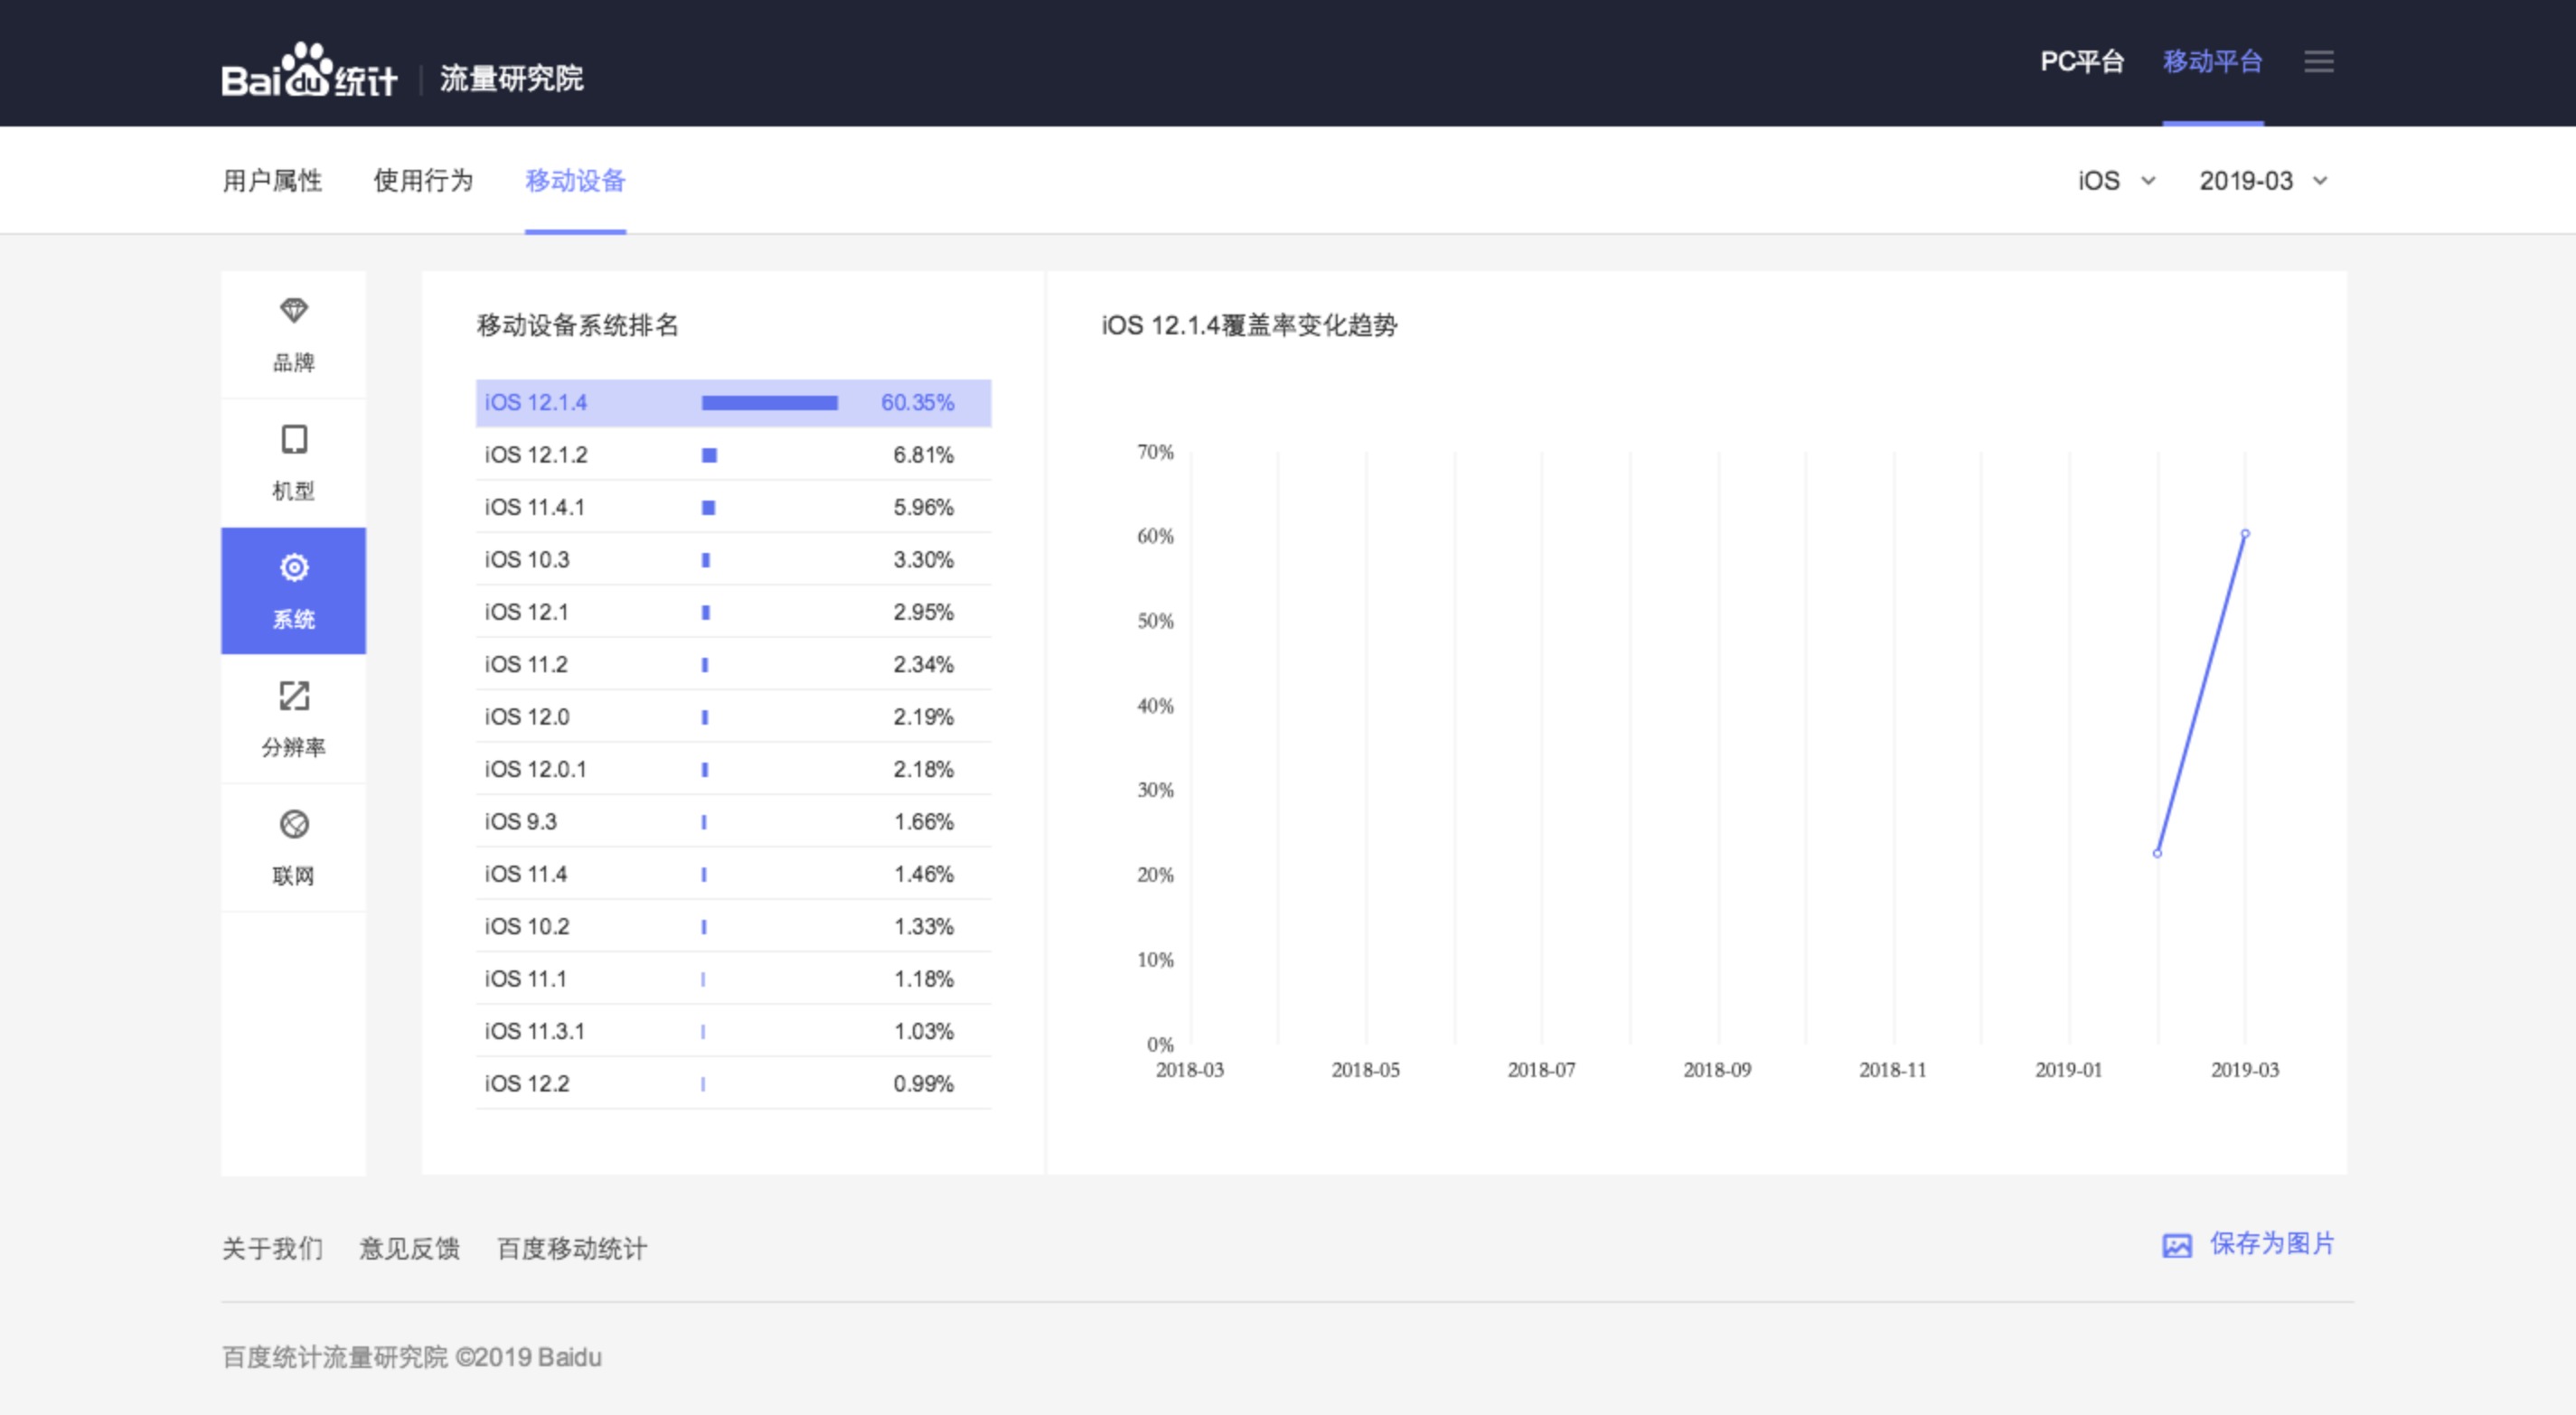 Baidu统计 流量研究院
PC平台 移动平台
用户属性 使用行为 移动设备
iOS 2019-03
品牌
机型
系统
分辨率
联网
移动设备系统排名
iOS 12.1.4 60.35%
iOS 12.1.2 6.81%
iOS 11.4.1 5.96%
iOS 10.3 3.30%
iOS 12.1 2.95%
iOS 11.2 2.34%
iOS 12.0 2.19%
iOS 12.0.1 2.18%
iOS 9.3 1.66%
iOS 11.4 1.46%
iOS 10.2 1.33%
iOS 11.1 1.18%
iOS 11.3.1 1.03%
iOS 12.2 0.99%
iOS 12.1.4覆盖率变化趋势
70%
60%
50%
40%
30%
20%
10%
0%
2018-03 2018-05 2018-07 2018-09 2018-11 2019-01 2019-03
关于我们 意见反馈 百度移动统计
保存为图片
百度统计流量研究院 ©2019 Baidu